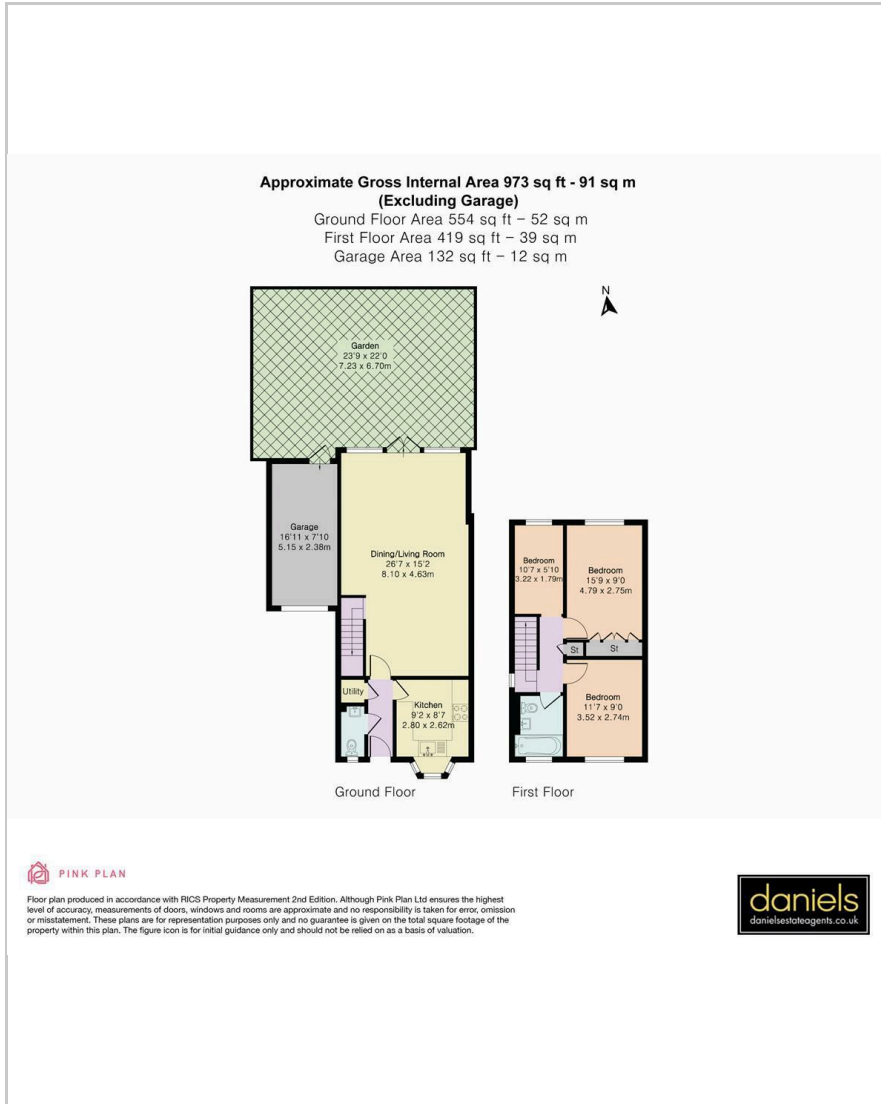 Approximate Gross Internal Area 973 sq ft - 91 sq m
(Excluding Garage)
Ground Floor Area 554 sq ft – 52 sq m
First Floor Area 419 sq ft – 39 sq m
Garage Area 132 sq ft – 12 sq m
N
Garden
23'9 x 22'0
7.23 x 6.70m
Garage
16'11 x 7'10
5.15 x 2.38m
Dining/Living Room
26'7 x 15'2
8.10 x 4.63m
Utility
Kitchen
9'2 x 8'7
2.80 x 2.62m
Ground Floor
Bedroom
10'7 x 5'10
3.22 x 1.79m
Bedroom
15'9 x 9'0
4.79 x 2.75m
St
St
Bedroom
11'7 x 9'0
3.52 x 2.74m
First Floor
PINK PLAN
Floor plan produced in accordance with RICS Property Measurement 2nd Edition. Although Pink Plan Ltd ensures the highest
level of accuracy, measurements of doors, windows and rooms are approximate and no responsibility is taken for error, omission
or misstatement. These plans are for representation purposes only and no guarantee is given on the total square footage of the
property within this plan. The figure icon is for initial guidance only and should not be relied on as a basis of valuation.
daniels
danielsestateagents.co.uk